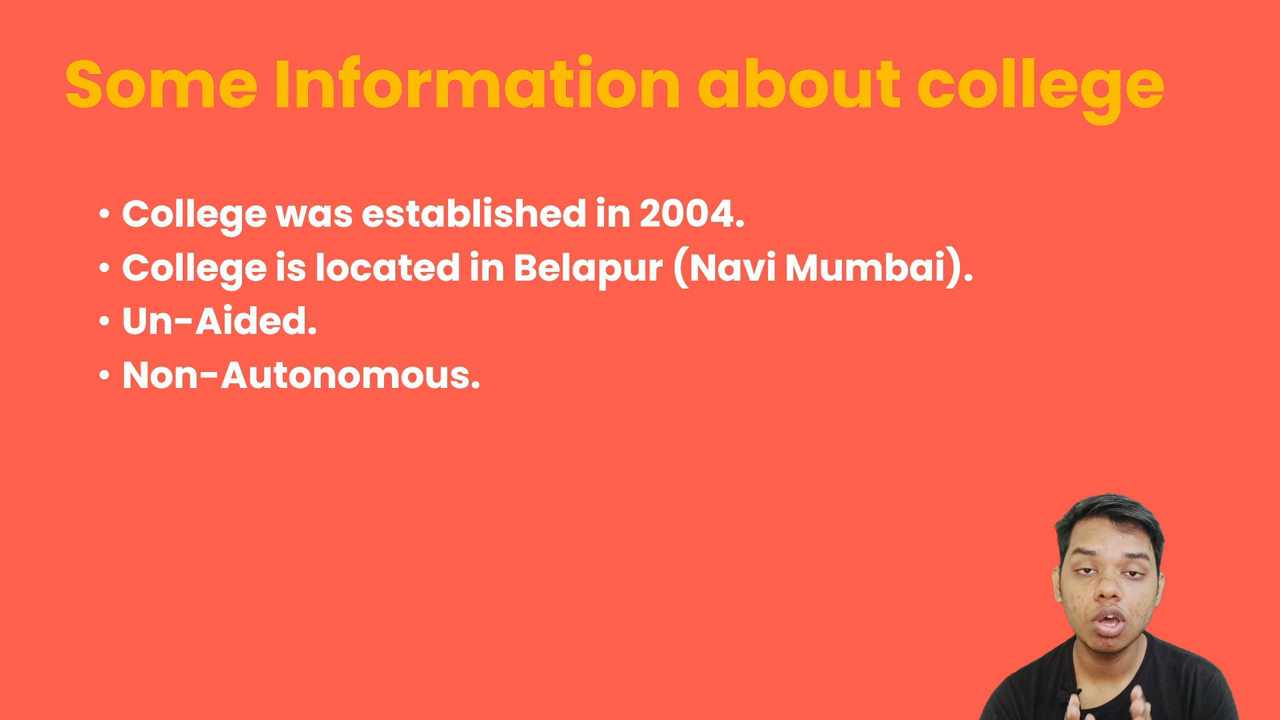 Some Information about college
• College was established in 2004.
• College is located in Belapur (Navi Mumbai).
• Un-Aided.
• Non-Autonomous.